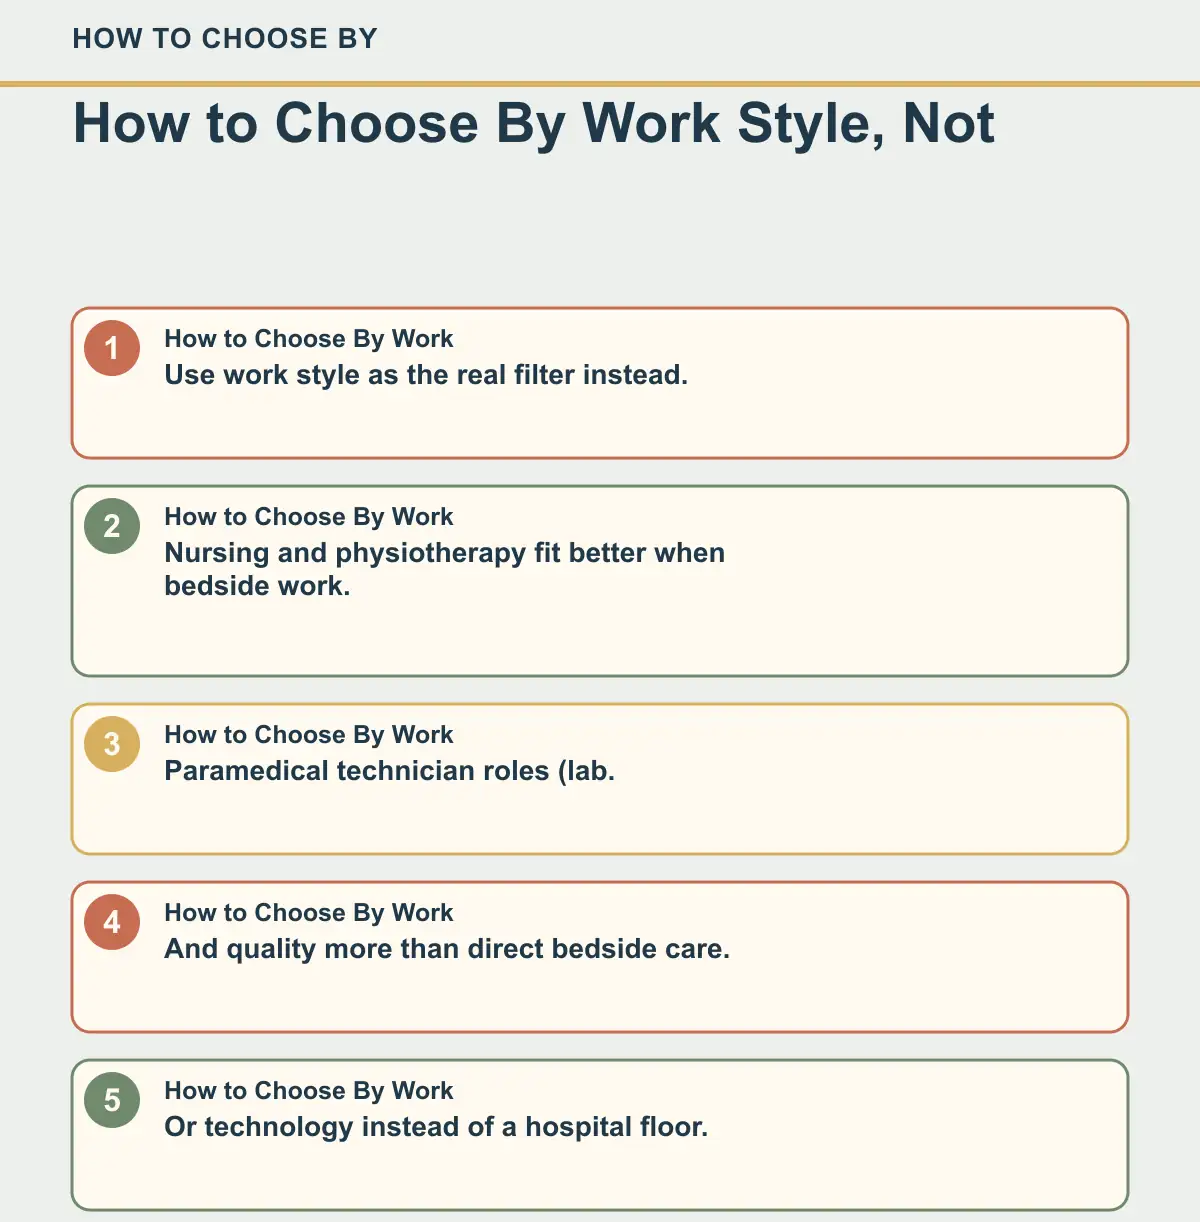 HOW TO CHOOSE BY
How to Choose By Work Style, Not
1
How to Choose By Work
Use work style as the real filter instead.
2
How to Choose By Work
Nursing and physiotherapy fit better when
bedside work.
3
How to Choose By Work
Paramedical technician roles (lab.
4
How to Choose By Work
And quality more than direct bedside care.
5
How to Choose By Work
Or technology instead of a hospital floor.